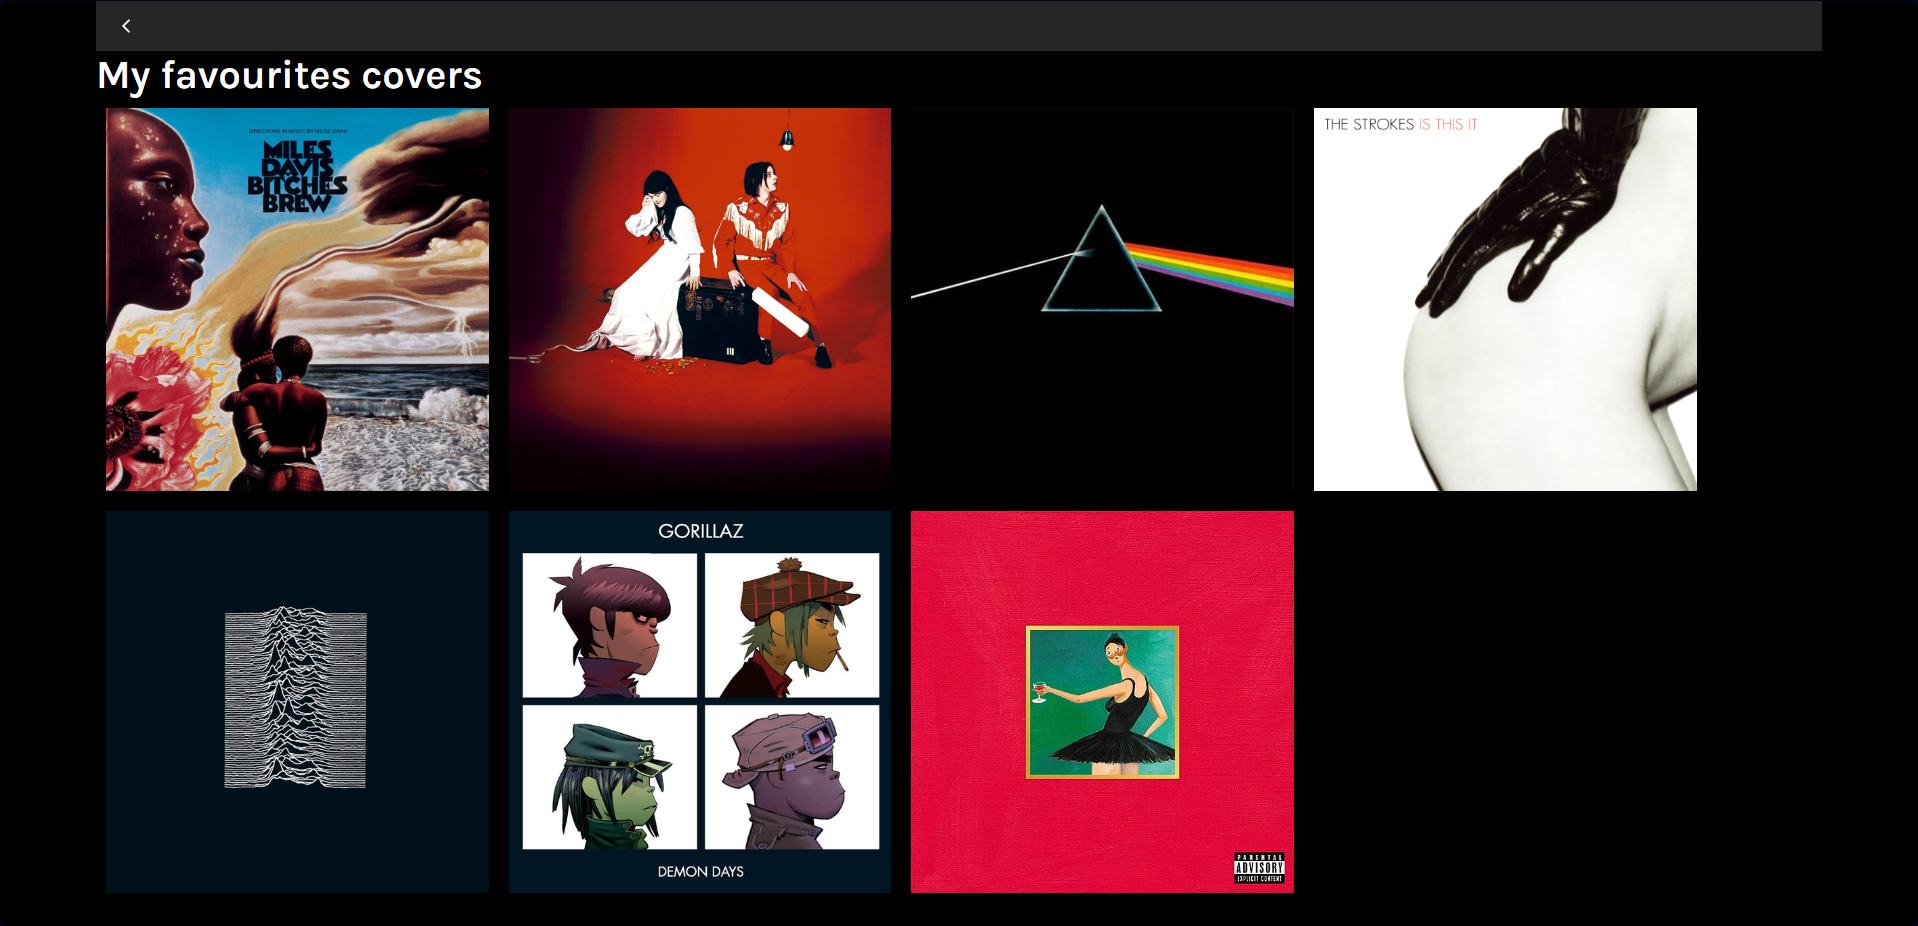 My favourites covers
DIRECTIONS IN MUSIC BY MILES DAVIS
MILES
DAVIS
BITCHES
BREW
THE STROKES IS THIS IT
GORILLAZ
DEMON DAYS
PARENTAL
ADVISORY
EXPLICIT CONTENT